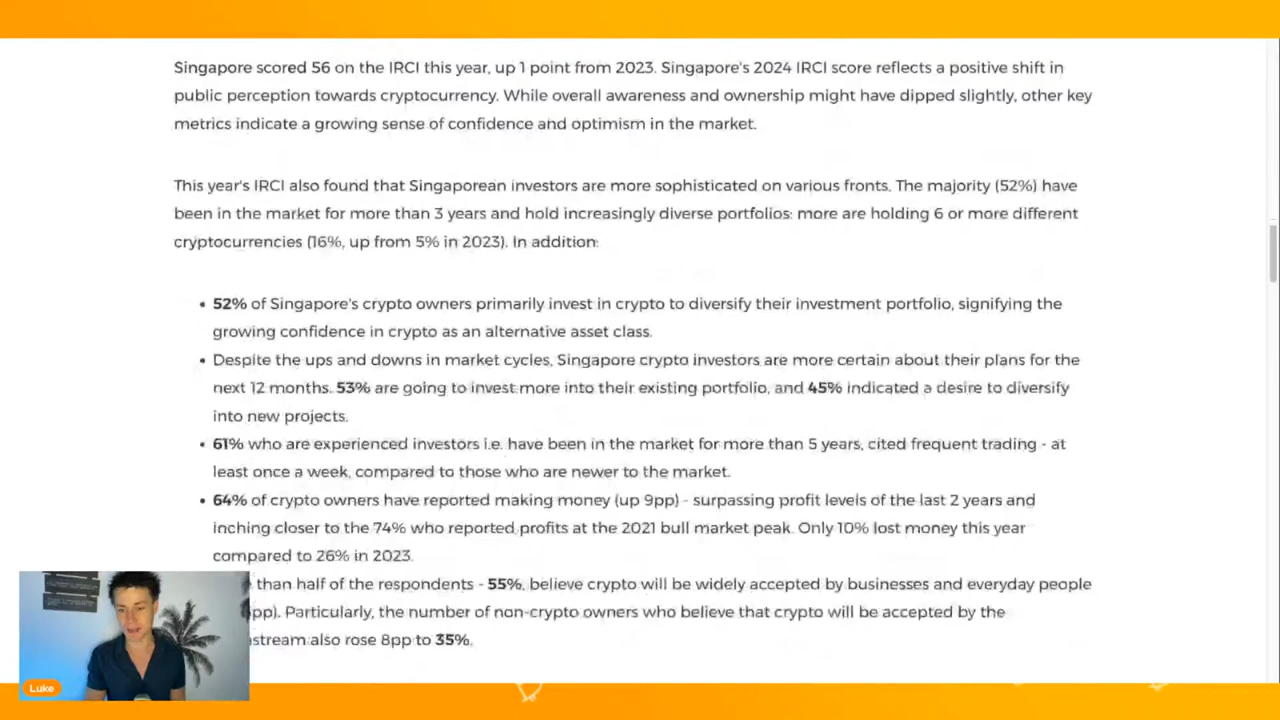 Singapore scored 56 on the IRCI this year, up 1 point from 2023. Singapore's 2024 IRCI score reflects a positive shift in
public perception towards cryptocurrency. While overall awareness and ownership might have dipped slightly, other key
metrics indicate a growing sense of confidence and optimism in the market.
This year's IRCI also found that Singaporean investors are more sophisticated on various fronts. The majority (52%) have
been in the market for more than 3 years and hold increasingly diverse portfolios: more are holding 6 or more different
cryptocurrencies (16%, up from 5% in 2023). In addition:
• 52% of Singapore's crypto owners primarily invest in crypto to diversify their investment portfolio, signifying the
growing confidence in crypto as an alternative asset class.
• Despite the ups and downs in market cycles, Singapore crypto investors are more certain about their plans for the
next 12 months. 53% are going to invest more into their existing portfolio, and 45% indicated a desire to diversify
into new projects.
• 61% who are experienced investors i.e. have been in the market for more than 5 years, cited frequent trading - at
least once a week, compared to those who are newer to the market.
• 64% of crypto owners have reported making money (up 9pp) - surpassing profit levels of the last 2 years and
inching closer to the 74% who reported profits at the 2021 bull market peak. Only 10% lost money this year
compared to 26% in 2023.
than half of the respondents - 55%, believe crypto will be widely accepted by businesses and everyday people
pp). Particularly, the number of non-crypto owners who believe that crypto will be accepted by the
stream also rose 8pp to 35%.
Luke